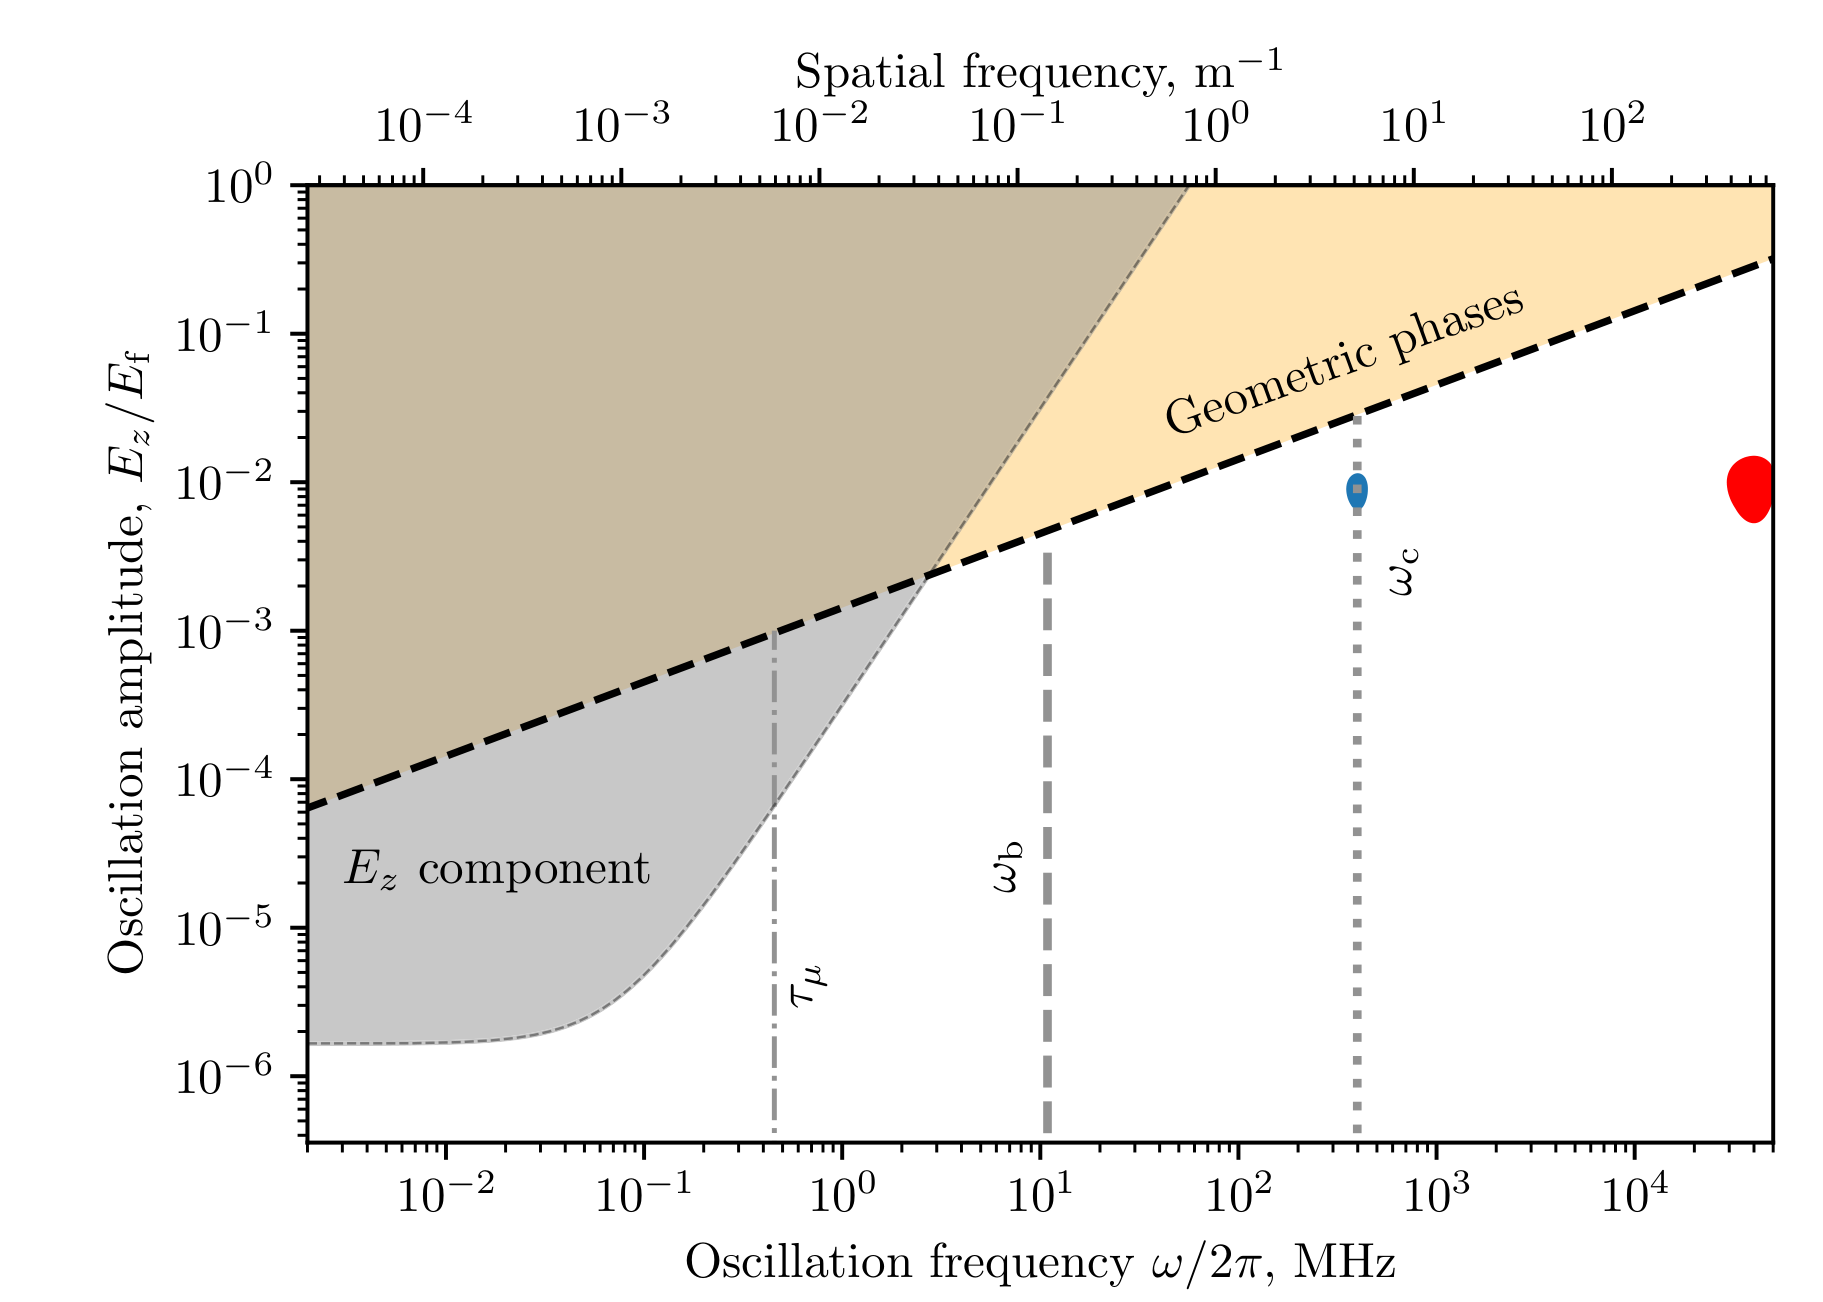 Spatial frequency, m⁻¹
10⁻⁴ 10⁻³ 10⁻² 10⁻¹ 10⁰ 10¹ 10²
10⁰
10⁻¹
10⁻²
10⁻³
10⁻⁴
10⁻⁵
10⁻⁶
Oscillation amplitude, E_z/E_f
Geometric phases
E_z component
τ_μ
ω_b
ω_c
10⁻² 10⁻¹ 10⁰ 10¹ 10² 10³ 10⁴
Oscillation frequency ω/2π, MHz